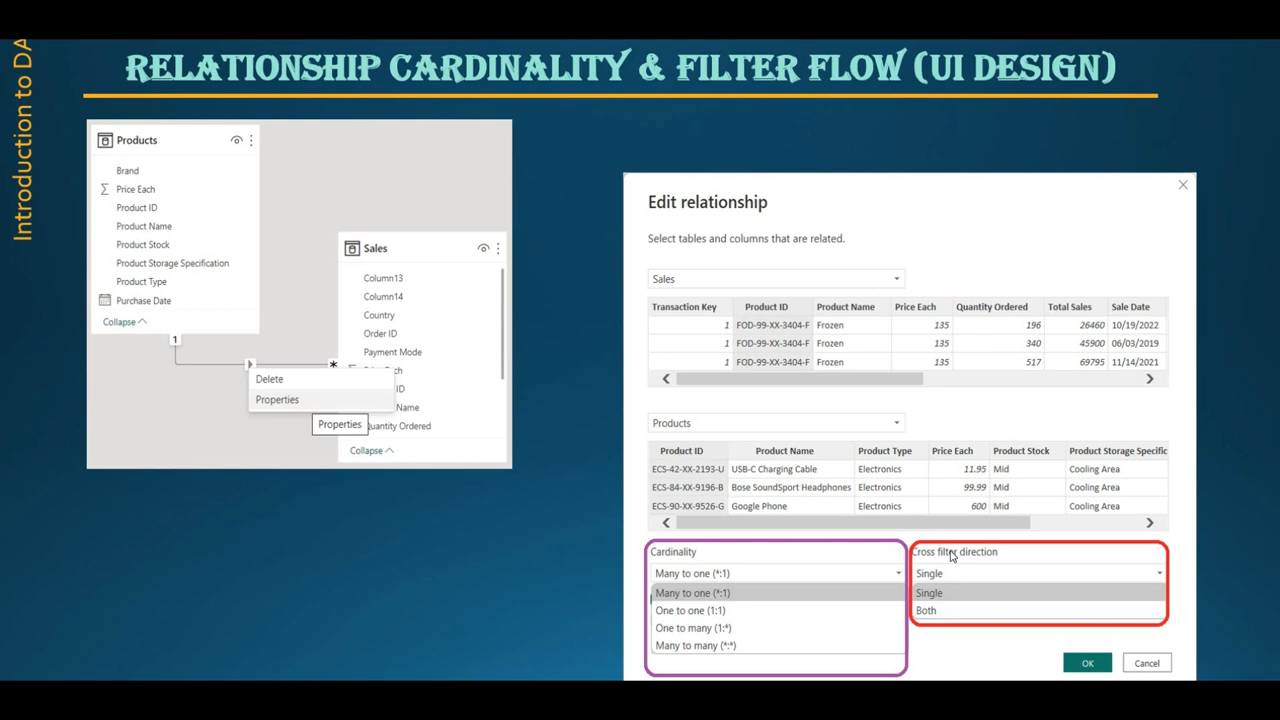 Introduction to DA
RELATIONSHIP CARDINALITY & FILTER FLOW (UI DESIGN)
Products
Brand
Price Each
Product ID
Product Name
Product Stock
Product Storage Specification
Product Type
Purchase Date
Collapse
1
*
Delete
Properties
Properties
Sales
Column13
Column14
Country
Order ID
Payment Mode
ch
ID
Name
Quantity Ordered
Collapse
Edit relationship
Select tables and columns that are related.
Sales
Transaction Key Product ID Product Name Price Each Quantity Ordered Total Sales Sale Date
1 FOD-99-XX-3404-F Frozen 135 196 26460 10/19/2022
1 FOD-99-XX-3404-F Frozen 135 340 45900 06/03/2019
1 FOD-99-XX-3404-F Frozen 135 517 69795 11/14/2021
Products
Product ID Product Name Product Type Price Each Product Stock Product Storage Specific
ECS-42-XX-2193-U USB-C Charging Cable Electronics 11.95 Mid Cooling Area
ECS-84-XX-9196-B Bose SoundSport Headphones Electronics 99.99 Mid Cooling Area
ECS-90-XX-9526-G Google Phone Electronics 600 Mid Cooling Area
Cardinality
Many to one (*:1)
Many to one (*:1)
One to one (1:1)
One to many (1:*)
Many to many (*:*)
Cross filter direction
Single
Single
Both
OK Cancel